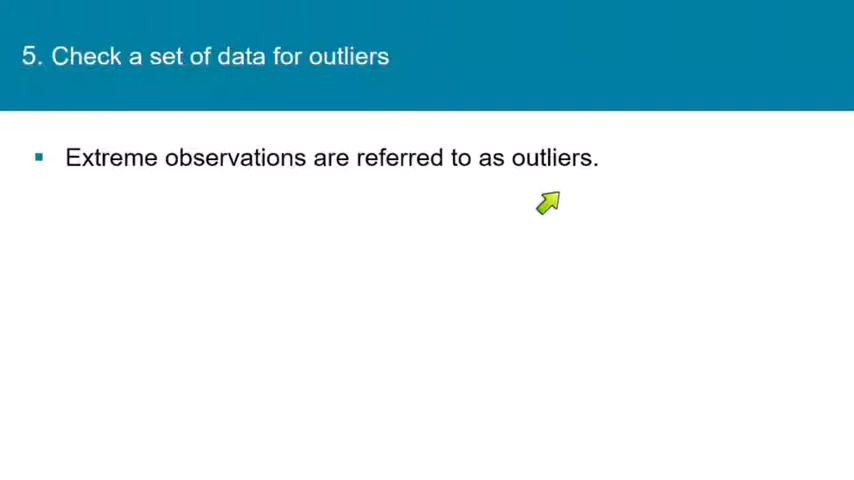 5. Check a set of data for outliers
Extreme observations are referred to as outliers.